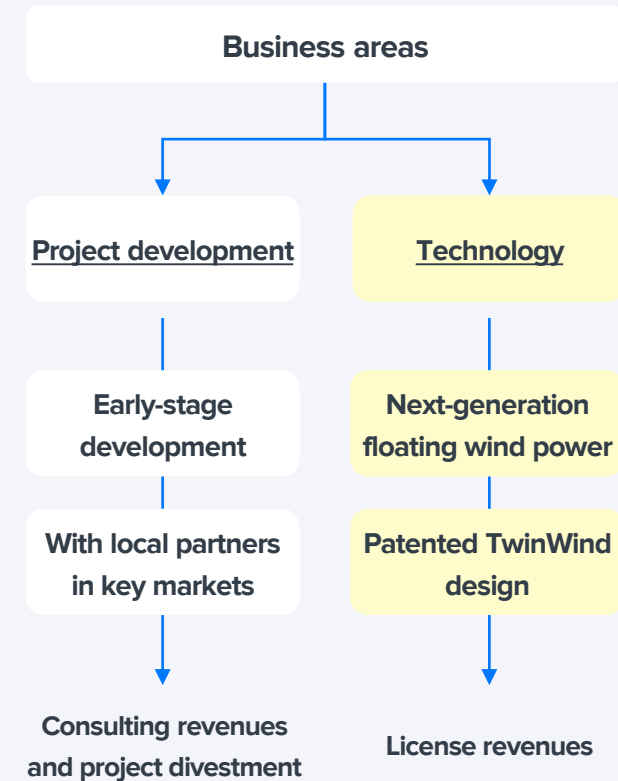 Business areas
Project development
Technology
Early-stage
development
Next-generation
floating wind power
With local partners
in key markets
Patented TwinWind
design
Consulting revenues
and project divestment
License revenues